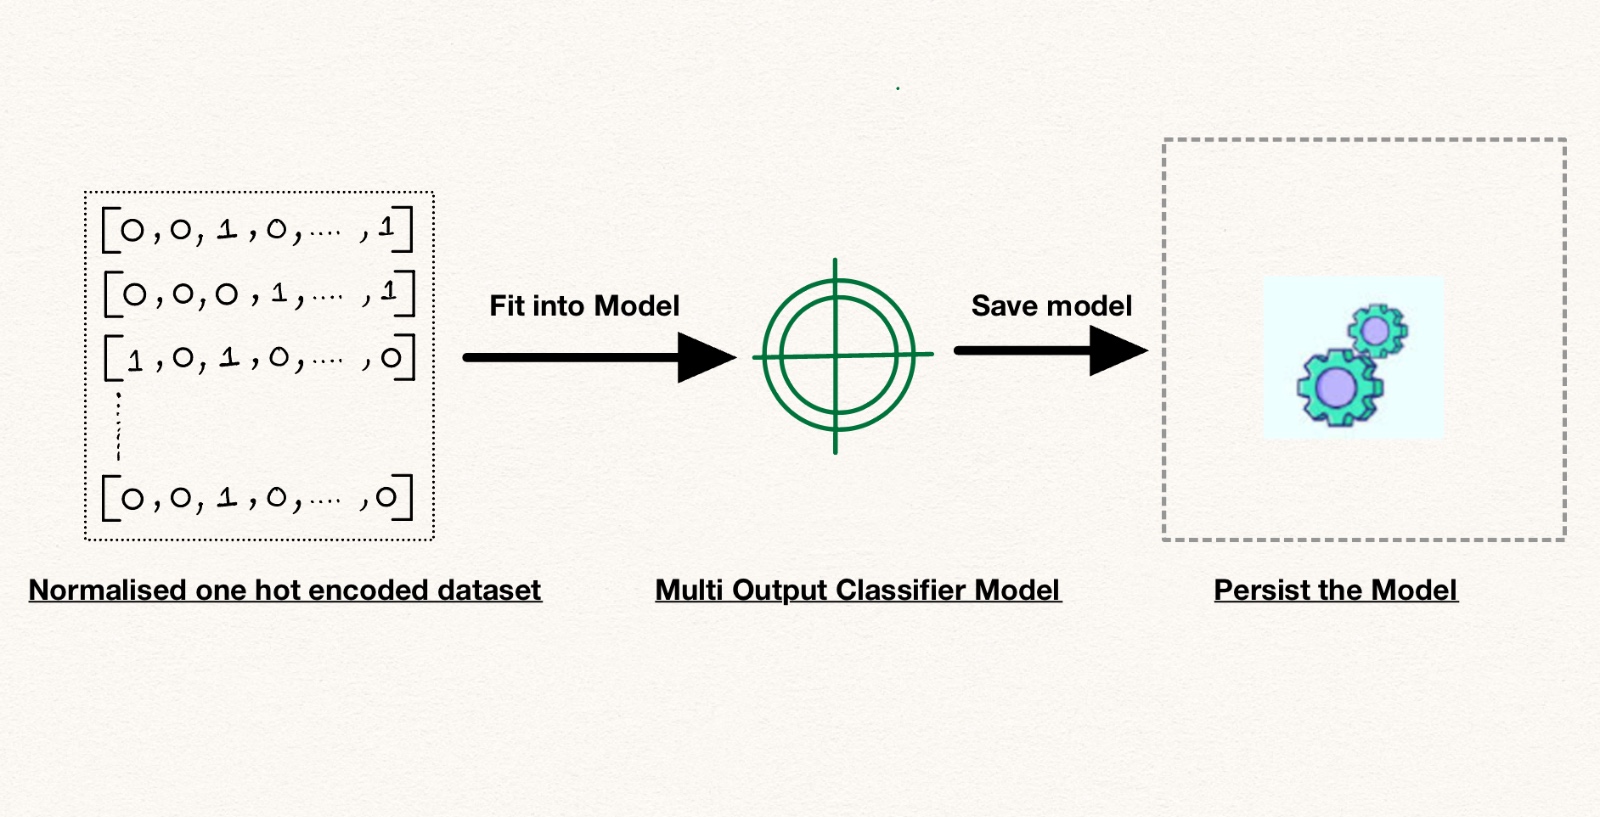 [0,0,1,0,.... ,1]
[0,0,0,1,.... ,1]
[1,0,1,0,.... ,0]
[0,0,1,0,.... ,0]
Fit into Model
Save model
Normalised one hot encoded dataset
Multi Output Classifier Model
Persist the Model